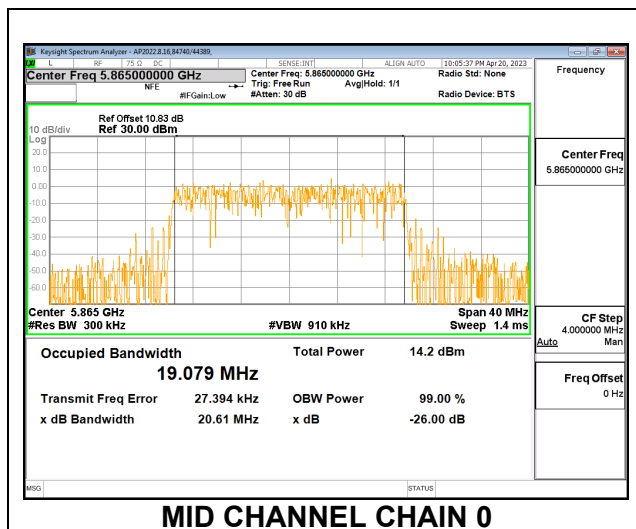 Keysight Spectrum Analyzer - AP2022.8.16,84740/44389,
L RF 75 Ω DC SENSE:INT ALIGN AUTO 10:05:37 PM Apr 20, 2023
Center Freq 5.865000000 GHz Center Freq: 5.865000000 GHz Radio Std: None
NFE Trig: Free Run Avg|Hold: 1/1
#IFGain:Low #Atten: 30 dB Radio Device: BTS
Ref Offset 10.83 dB
10 dB/div Ref 30.00 dBm
Log
20.0
10.0
0.00
-10.0
-20.0
-30.0
-40.0
-50.0
-60.0
Center 5.865 GHz Span 40 MHz
#Res BW 300 kHz #VBW 910 kHz Sweep 1.4 ms
Occupied Bandwidth Total Power 14.2 dBm
19.079 MHz
Transmit Freq Error 27.394 kHz OBW Power 99.00 %
x dB Bandwidth 20.61 MHz x dB -26.00 dB
MSG STATUS
Frequency
Center Freq
5.865000000 GHz
CF Step
4.000000 MHz
Auto Man
Freq Offset
0 Hz
MID CHANNEL CHAIN 0